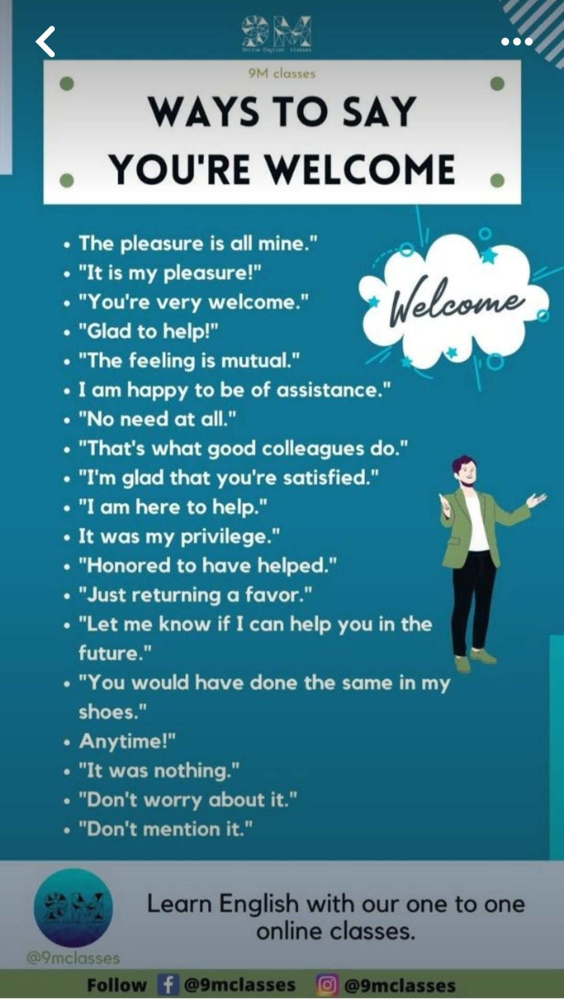 9M
Online English classes
9M classes
WAYS TO SAY
YOU'RE WELCOME
• The pleasure is all mine."
• "It is my pleasure!"
• "You're very welcome."
• "Glad to help!"
• "The feeling is mutual."
• I am happy to be of assistance."
• "No need at all."
• "That's what good colleagues do."
• "I'm glad that you're satisfied."
• "I am here to help."
• It was my privilege."
• "Honored to have helped."
• "Just returning a favor."
• "Let me know if I can help you in the
future."
• "You would have done the same in my
shoes."
• Anytime!"
• "It was nothing."
• "Don't worry about it."
• "Don't mention it."
Welcome
9M
@9mclasses
Learn English with our one to one
online classes.
Follow @9mclasses @9mclasses